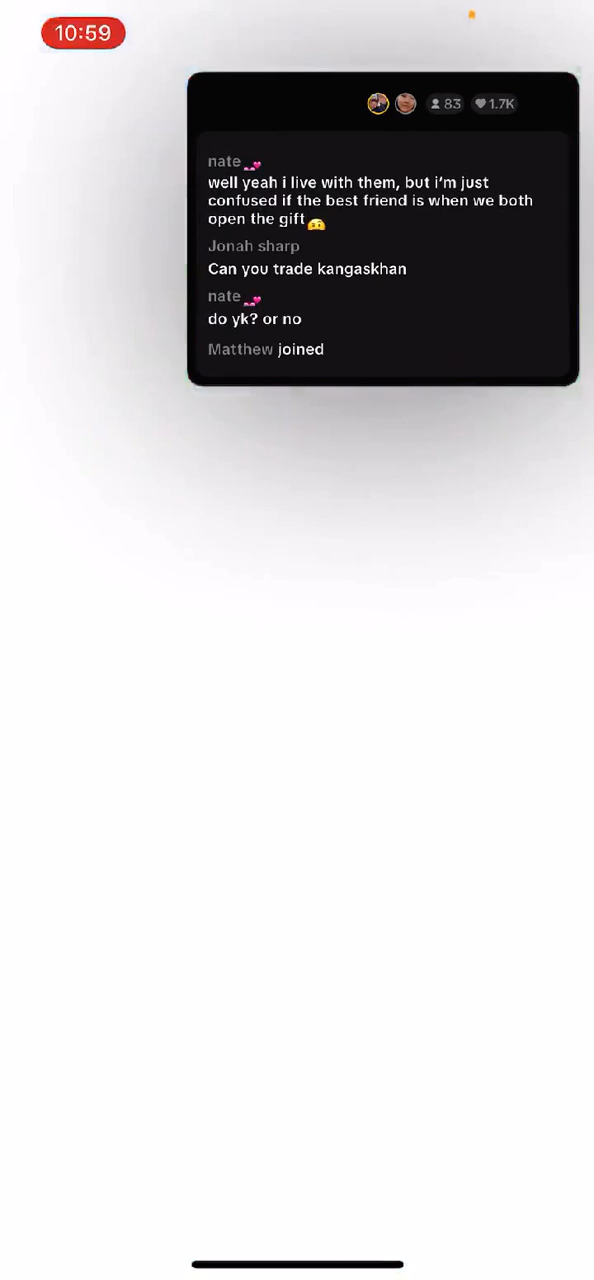 10:59
83 1.7K
nate 💕
well yeah i live with them, but i’m just
confused if the best friend is when we both
open the gift🤨
Jonah sharp
Can you trade kangaskhan
nate 💕
do yk? or no
Matthew joined